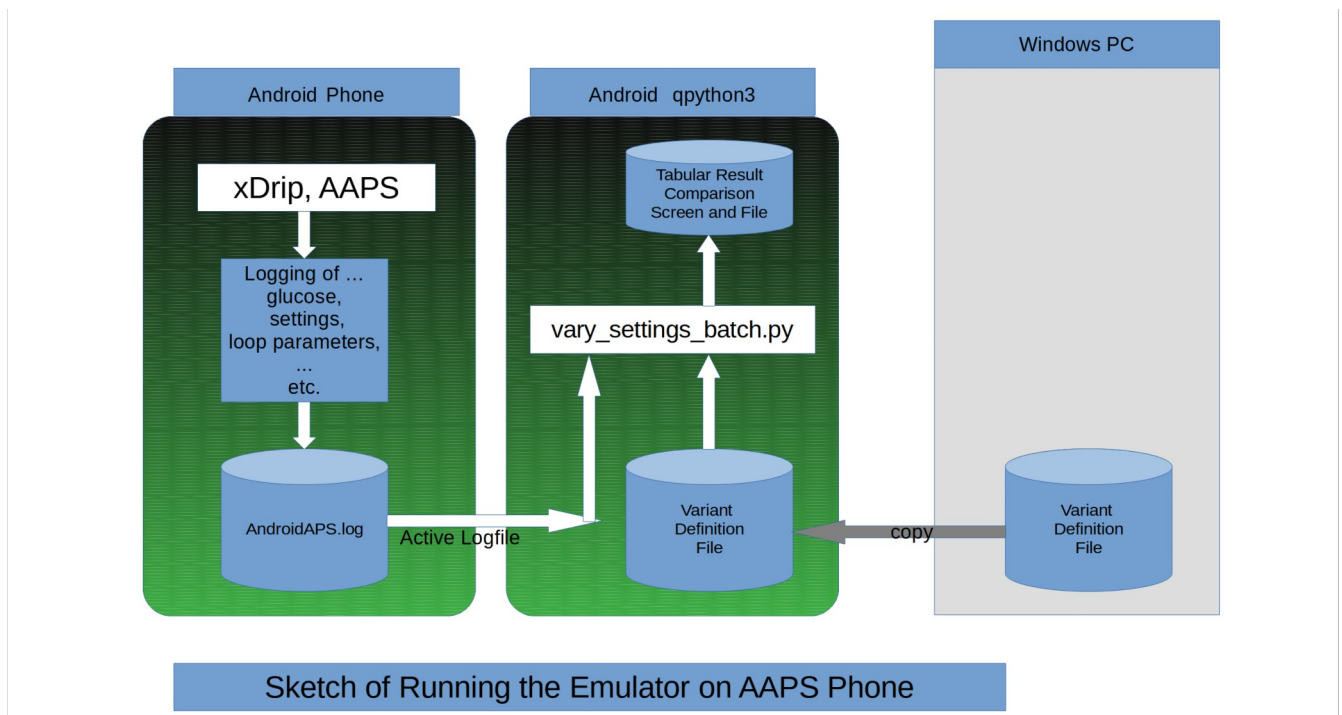 Windows PC
Android Phone
Android qpython3
xDrip, AAPS
Tabular Result
Comparison
Screen and File
Logging of ...
glucose,
settings,
loop parameters,
...
etc.
vary_settings_batch.py
AndroidAPS.log
Active Logfile
Variant
Definition
File
copy
Variant
Definition
File
Sketch of Running the Emulator on AAPS Phone